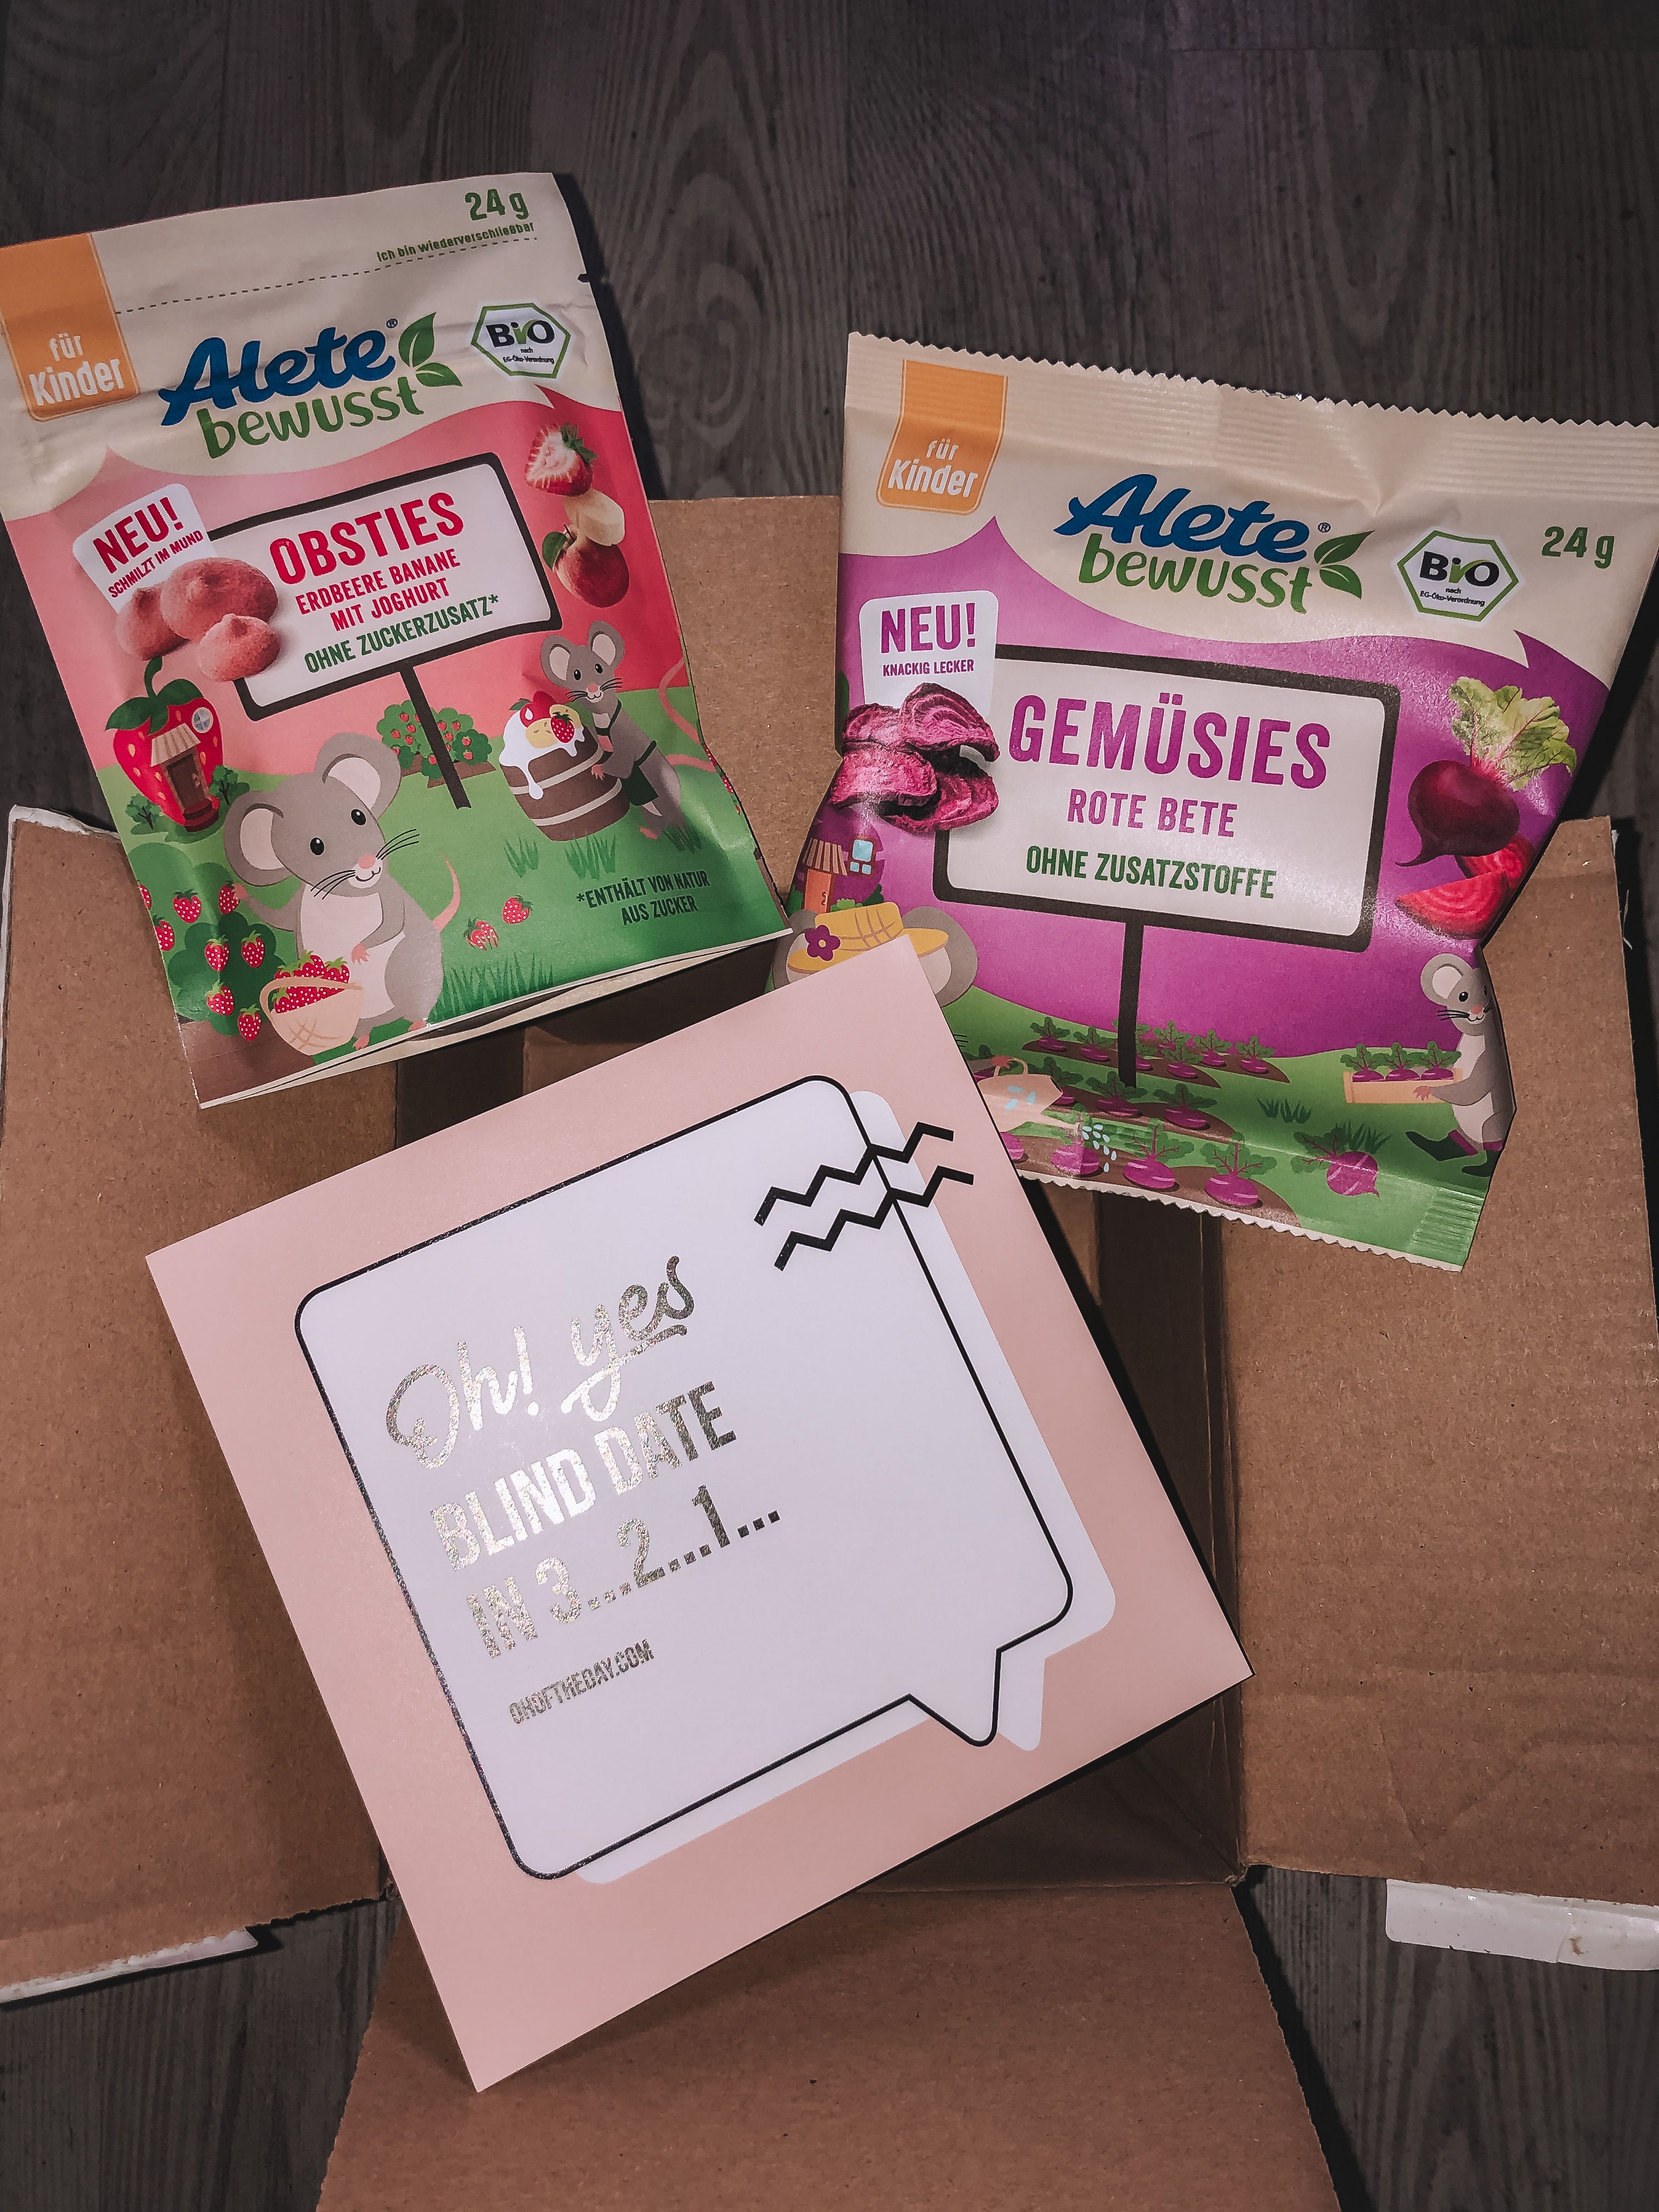 24 g
Ich bin wiederverschließbar
für
Kinder
Alete®
bewusst
BIO
nach
EG-Öko-Verordnung
NEU!
SCHMILZT IM MUND
OBSTIES
ERDBEERE BANANE
MIT JOGHURT
OHNE ZUCKERZUSATZ*
*ENTHÄLT VON NATUR
AUS ZUCKER
für
Kinder
Alete®
bewusst
BIO
nach
EG-Öko-Verordnung
24 g
NEU!
KNACKIG LECKER
GEMÜSIES
ROTE BETE
OHNE ZUSATZSTOFFE
Oh! yes
BLIND DATE
IN 3...2...1...
OHOFTHEDAY.COM